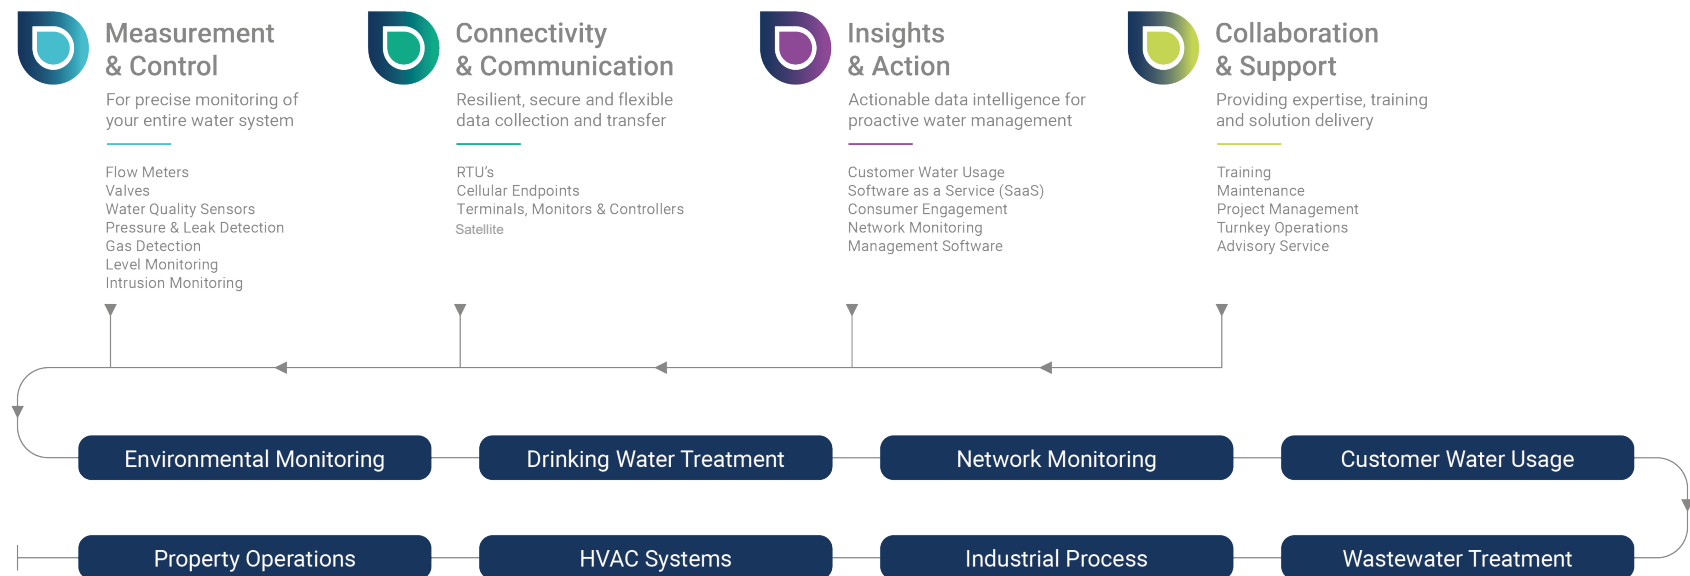 Measurement
& Control
For precise monitoring of
your entire water system
Flow Meters
Valves
Water Quality Sensors
Pressure & Leak Detection
Gas Detection
Level Monitoring
Intrusion Monitoring
Connectivity
& Communication
Resilient, secure and flexible
data collection and transfer
RTU’s
Cellular Endpoints
Terminals, Monitors & Controllers
Satellite
Insights
& Action
Actionable data intelligence for
proactive water management
Customer Water Usage
Software as a Service (SaaS)
Consumer Engagement
Network Monitoring
Management Software
Collaboration
& Support
Providing expertise, training
and solution delivery
Training
Maintenance
Project Management
Turnkey Operations
Advisory Service
Environmental Monitoring
Drinking Water Treatment
Network Monitoring
Customer Water Usage
Property Operations
HVAC Systems
Industrial Process
Wastewater Treatment